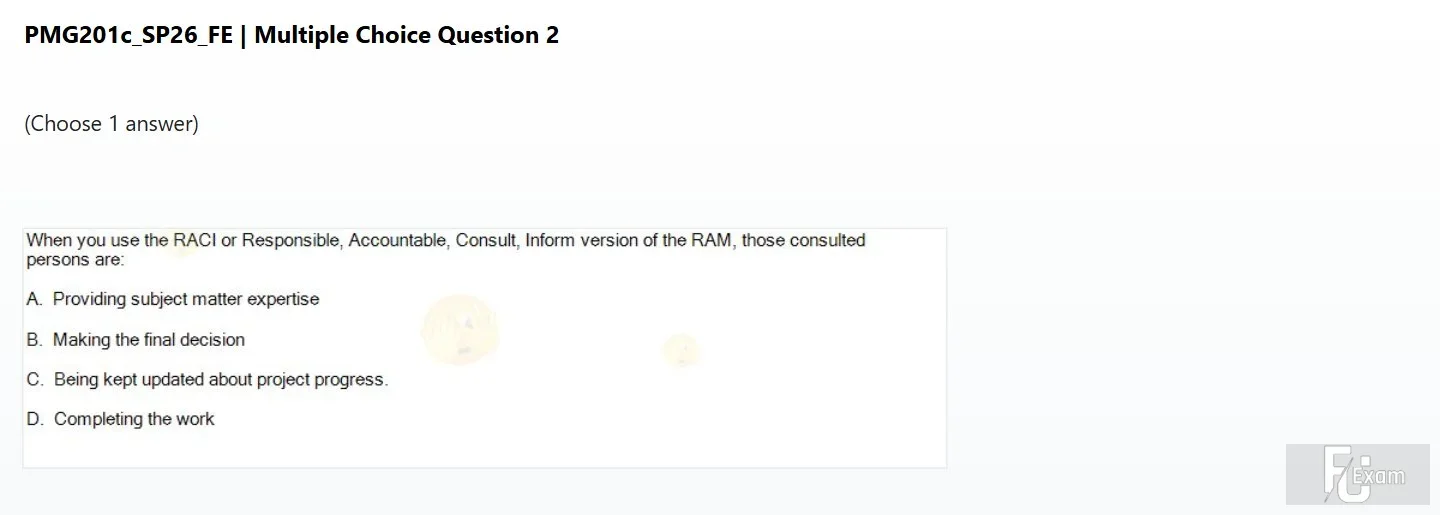 PMG201c_SP26_FE | Multiple Choice Question 2
(Choose 1 answer)
When you use the RACI or Responsible, Accountable, Consult, Inform version of the RAM, those consulted
persons are:
A. Providing subject matter expertise
B. Making the final decision
C. Being kept updated about project progress.
D. Completing the work
FC Exam